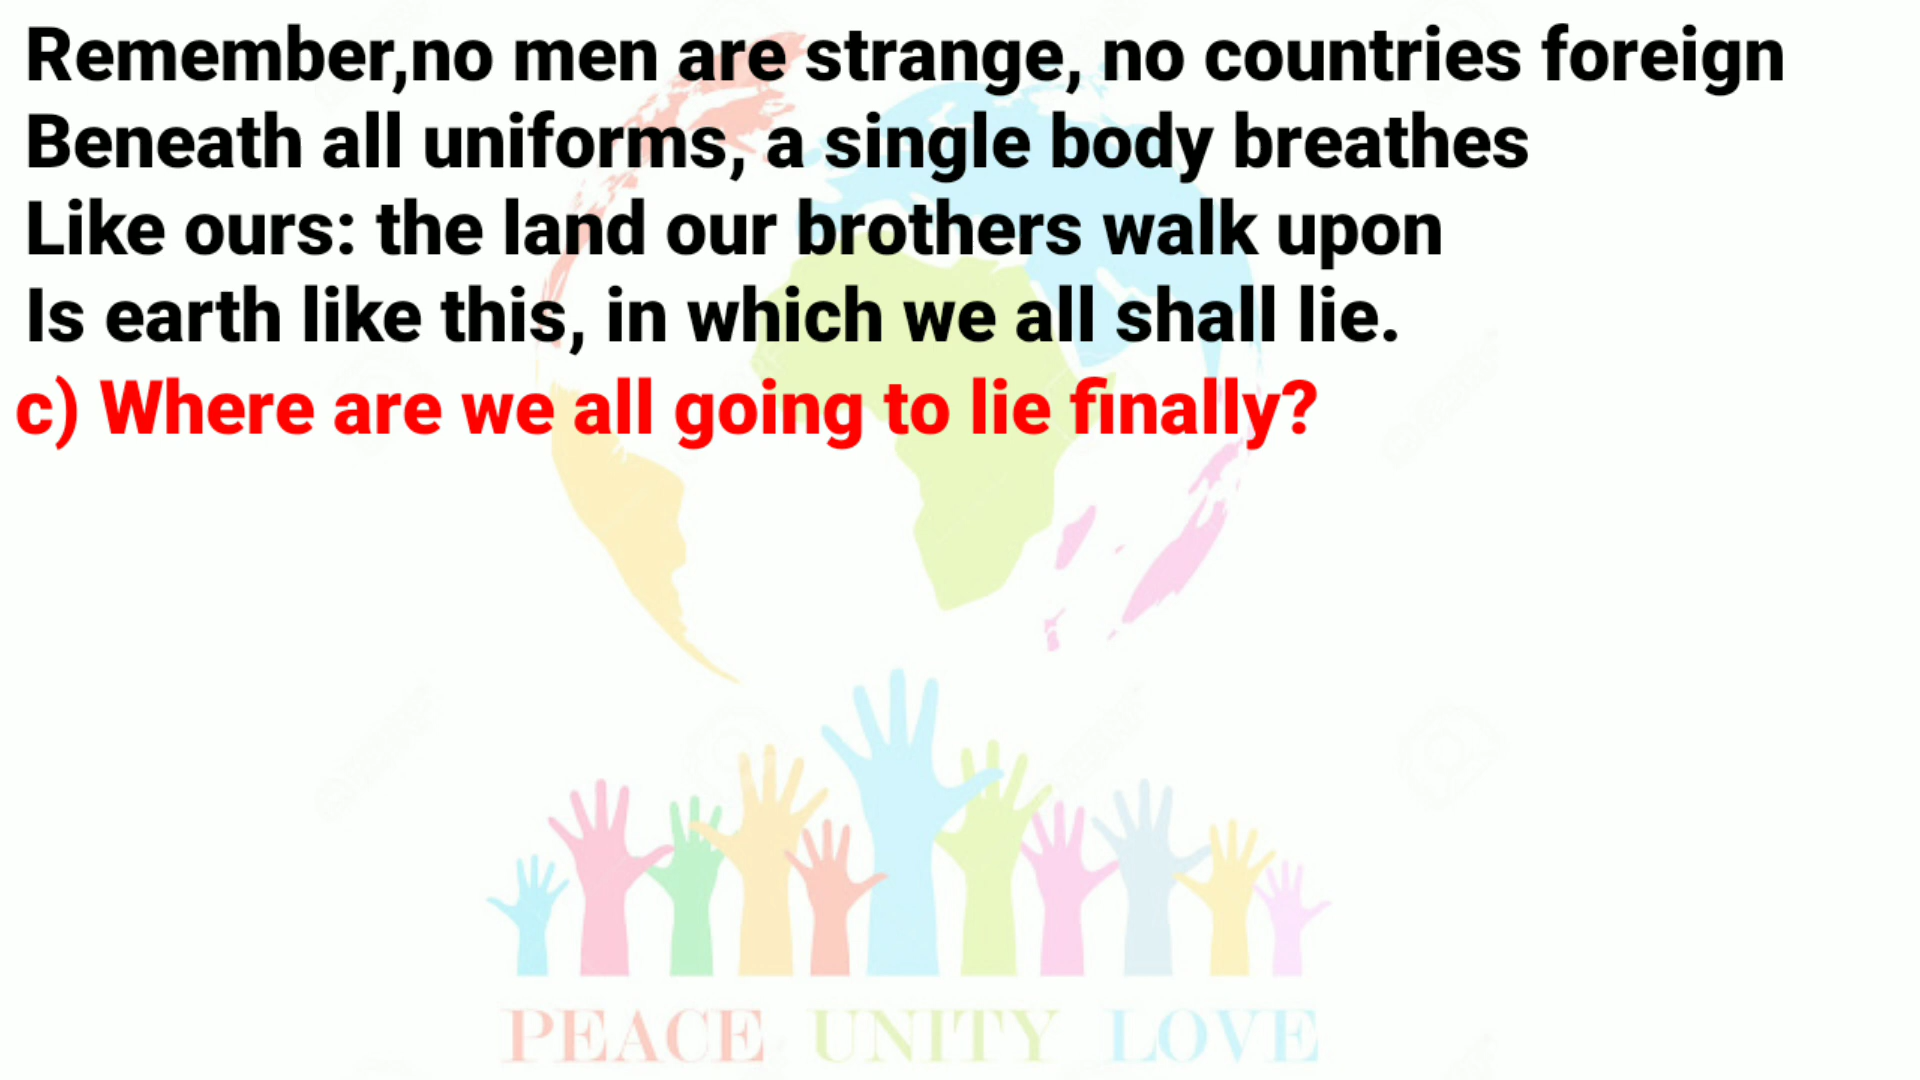 Remember,no men are strange, no countries foreign
Beneath all uniforms, a single body breathes
Like ours: the land our brothers walk upon
Is earth like this, in which we all shall lie.
c) Where are we all going to lie finally?
PEACE UNITY LOVE